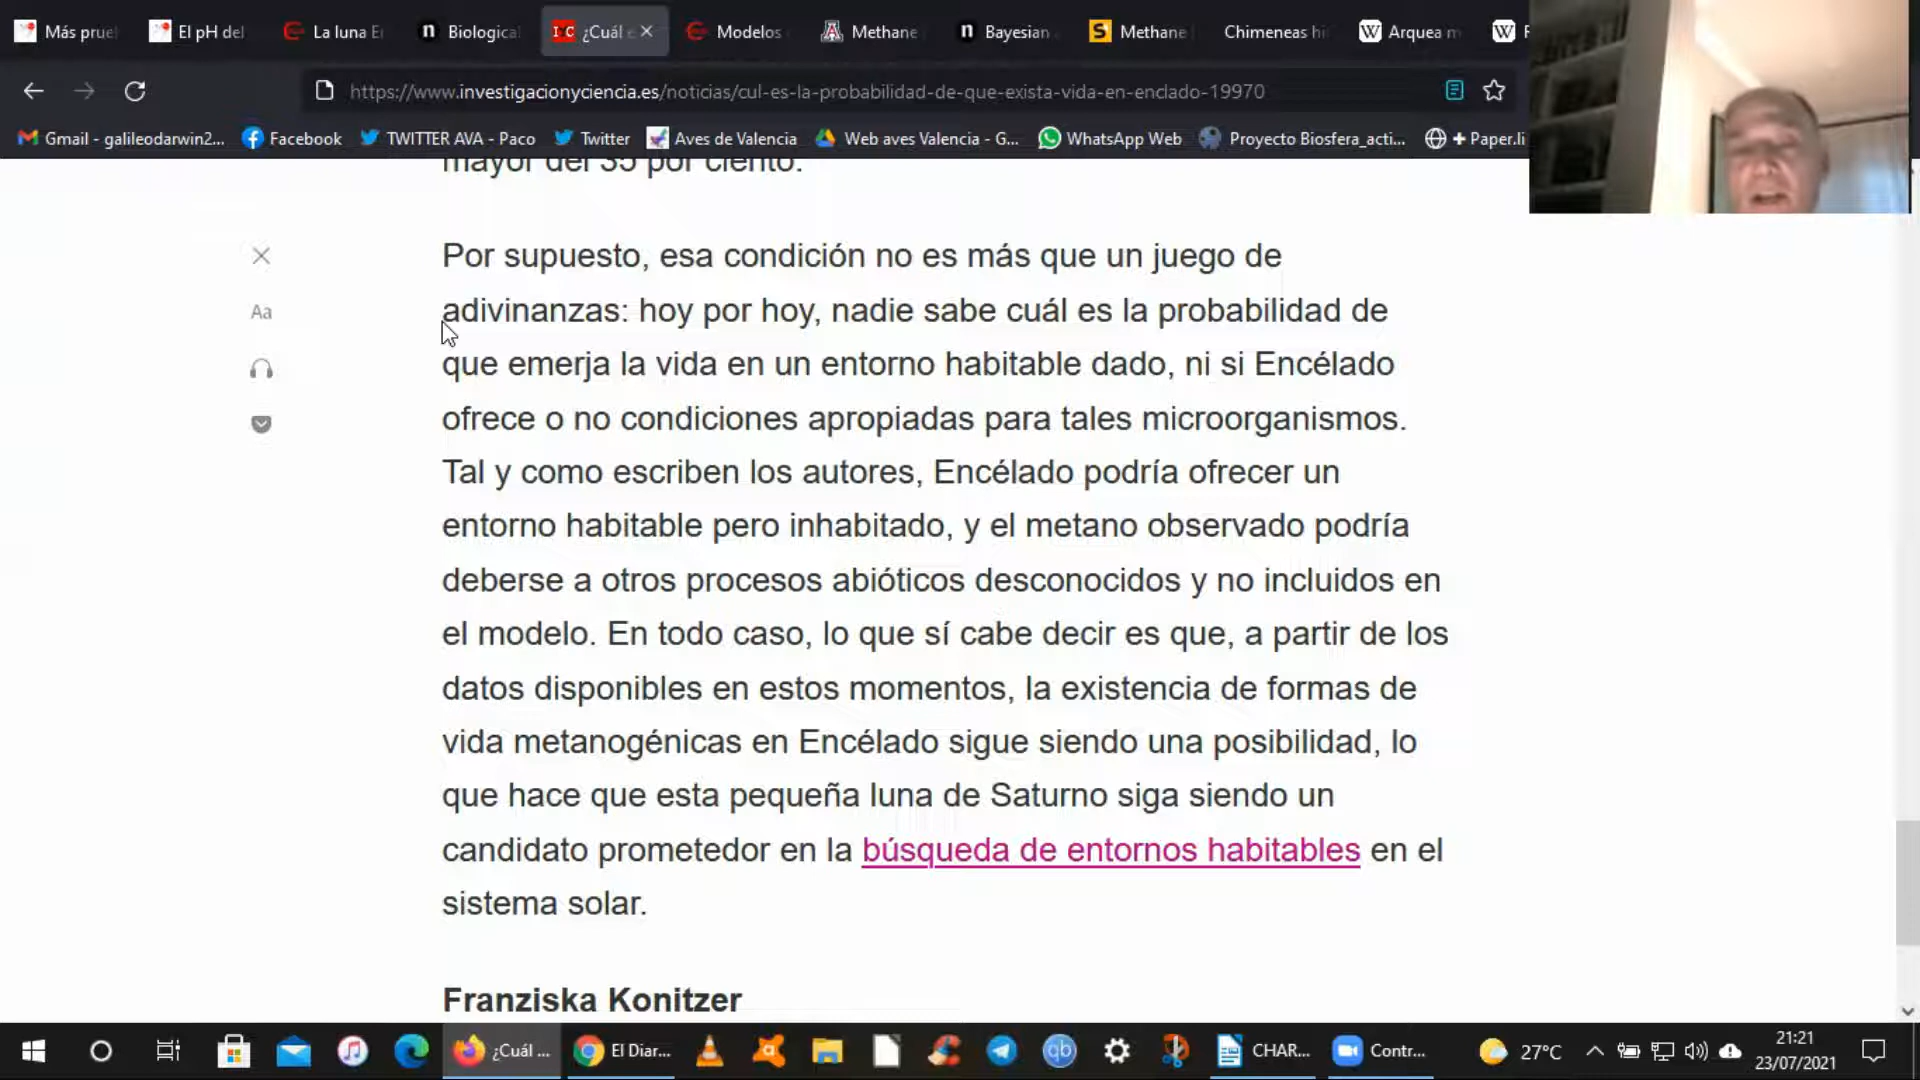 Más prue
El pH del
La luna En
Biological
¿Cuál e
Modelos
Methane
Bayesian
Methane
Chimeneas hi
Arquea m
https://www.investigacionyciencia.es/noticias/cul-es-la-probabilidad-de-que-exista-vida-en-enclado-19970
Gmail - galileodarwin2...
Facebook
TWITTER AVA - Paco
Twitter
Aves de Valencia
Web aves Valencia - G...
WhatsApp Web
Proyecto Biosfera_acti...
+ Paper.li
mayor del 35 por ciento.
Por supuesto, esa condición no es más que un juego de
adivinanzas: hoy por hoy, nadie sabe cuál es la probabilidad de
que emerja la vida en un entorno habitable dado, ni si Encélado
ofrece o no condiciones apropiadas para tales microorganismos.
Tal y como escriben los autores, Encélado podría ofrecer un
entorno habitable pero inhabitado, y el metano observado podría
deberse a otros procesos abióticos desconocidos y no incluidos en
el modelo. En todo caso, lo que sí cabe decir es que, a partir de los
datos disponibles en estos momentos, la existencia de formas de
vida metanogénicas en Encélado sigue siendo una posibilidad, lo
que hace que esta pequeña luna de Saturno siga siendo un
candidato prometedor en la búsqueda de entornos habitables en el
sistema solar.
Franziska Konitzer
Aa
¿Cuál ...
El Diar...
CHAR...
Contr...
27°C
21:21
23/07/2021